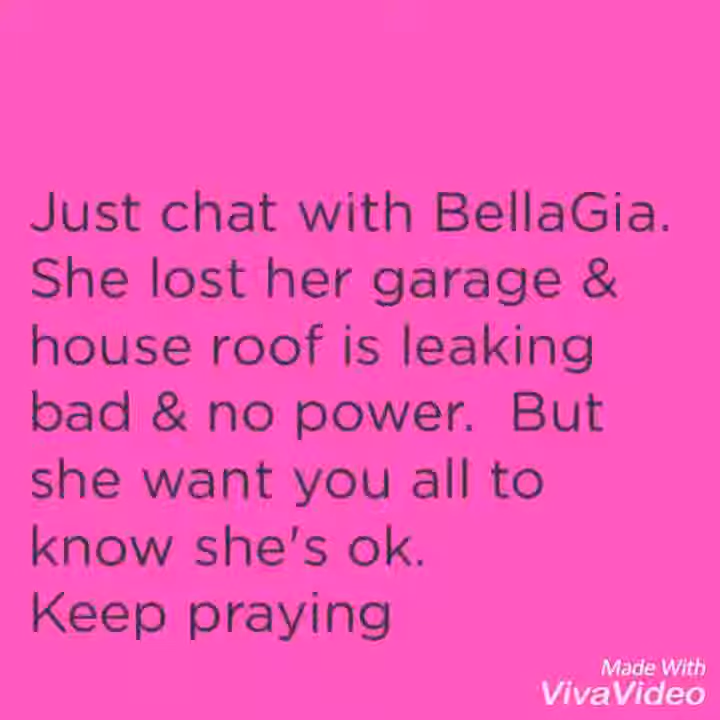 Just chat with BellaGia.
She lost her garage &
house roof is leaking
bad & no power.  But
she want you all to
know she's ok.
Keep praying
Made With
VivaVideo